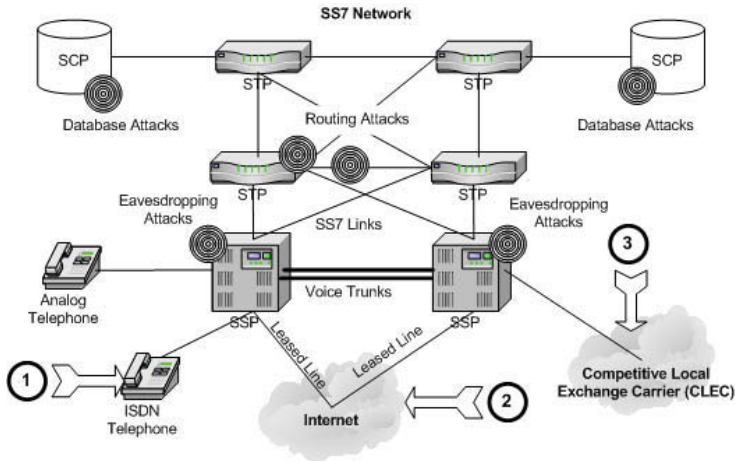 SS7 Network
SCP
STP
STP
SCP
Database Attacks
Routing Attacks
Database Attacks
STP
STP
Eavesdropping
Attacks
SS7 Links
Eavesdropping
Attacks
3
Analog
Telephone
SSP
Voice Trunks
SSP
Leased Line
Leased Line
1
ISDN
Telephone
Internet
2
Competitive Local
Exchange Carrier (CLEC)